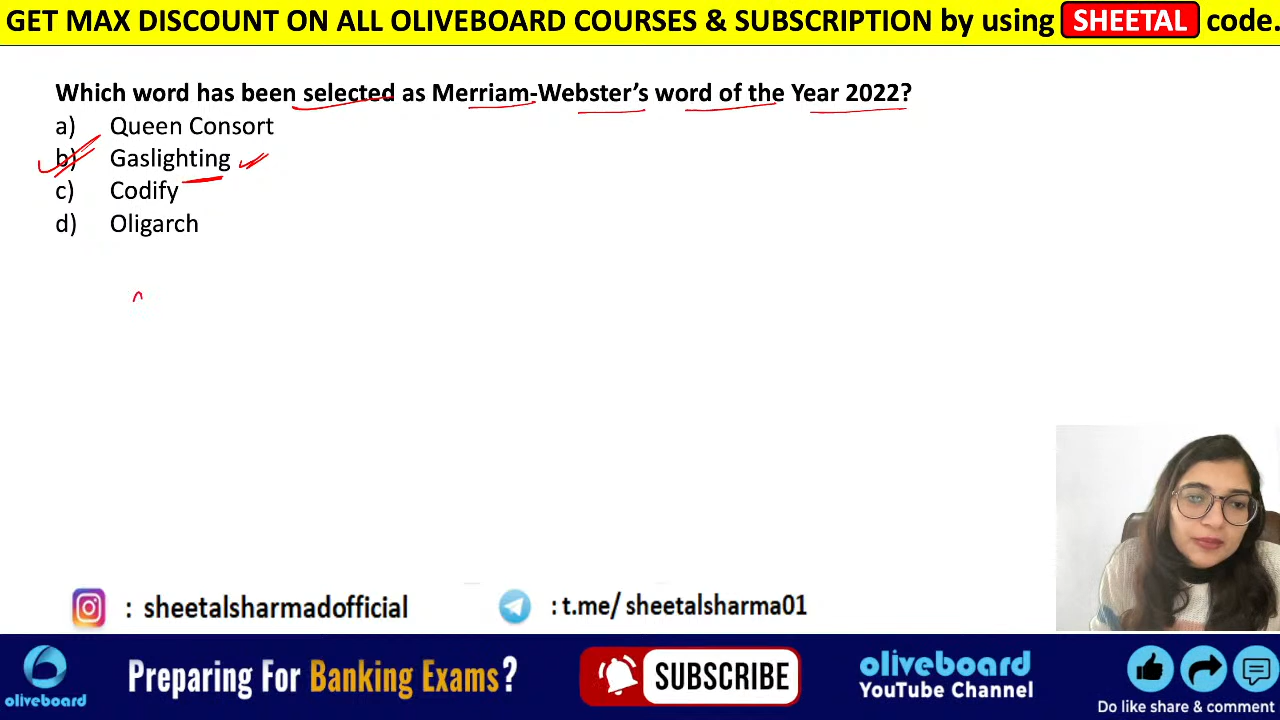 GET MAX DISCOUNT ON ALL OLIVEBOARD COURSES & SUBSCRIPTION by using SHEETAL code.
Which word has been selected as Merriam-Webster’s word of the Year 2022?
a) Queen Consort
b) Gaslighting
c) Codify
d) Oligarch
: sheetalsharmadofficial
: t.me/ sheetalsharma01
oliveboard
Preparing For Banking Exams?
SUBSCRIBE
oliveboard
YouTube Channel
Do like share & comment